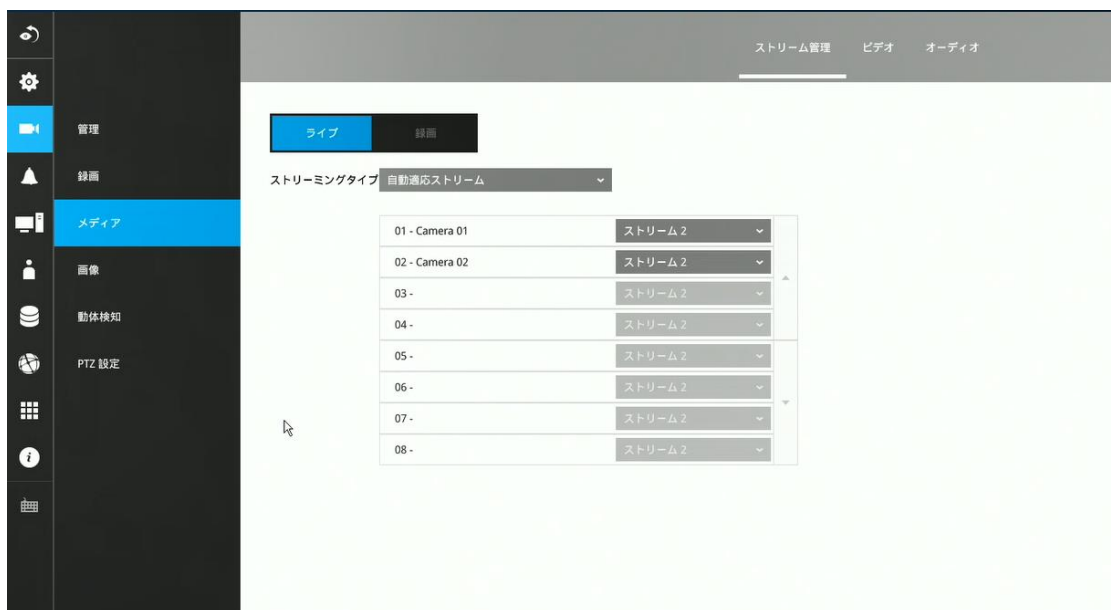 ストリーム管理 ビデオ オーディオ
管理
録画
メディア
画像
動体検知
PTZ 設定
ライブ 録画
ストリーミングタイプ 自動適応ストリーム
01 - Camera 01 ストリーム 2
02 - Camera 02 ストリーム 2
03 - ストリーム 2
04 - ストリーム 2
05 - ストリーム 2
06 - ストリーム 2
07 - ストリーム 2
08 - ストリーム 2